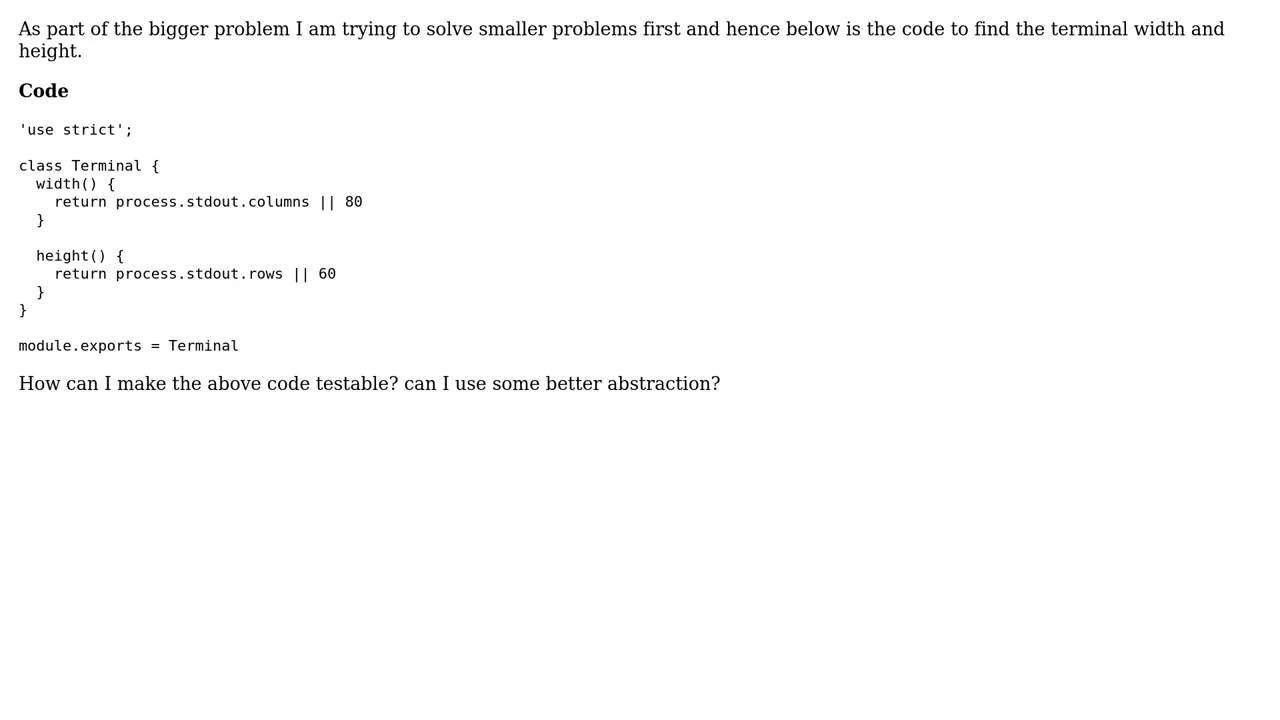 As part of the bigger problem I am trying to solve smaller problems first and hence below is the code to find the terminal width and
height.
Code
'use strict';
class Terminal {
  width() {
    return process.stdout.columns || 80
  }
  height() {
    return process.stdout.rows || 60
  }
}
module.exports = Terminal
How can I make the above code testable? can I use some better abstraction?